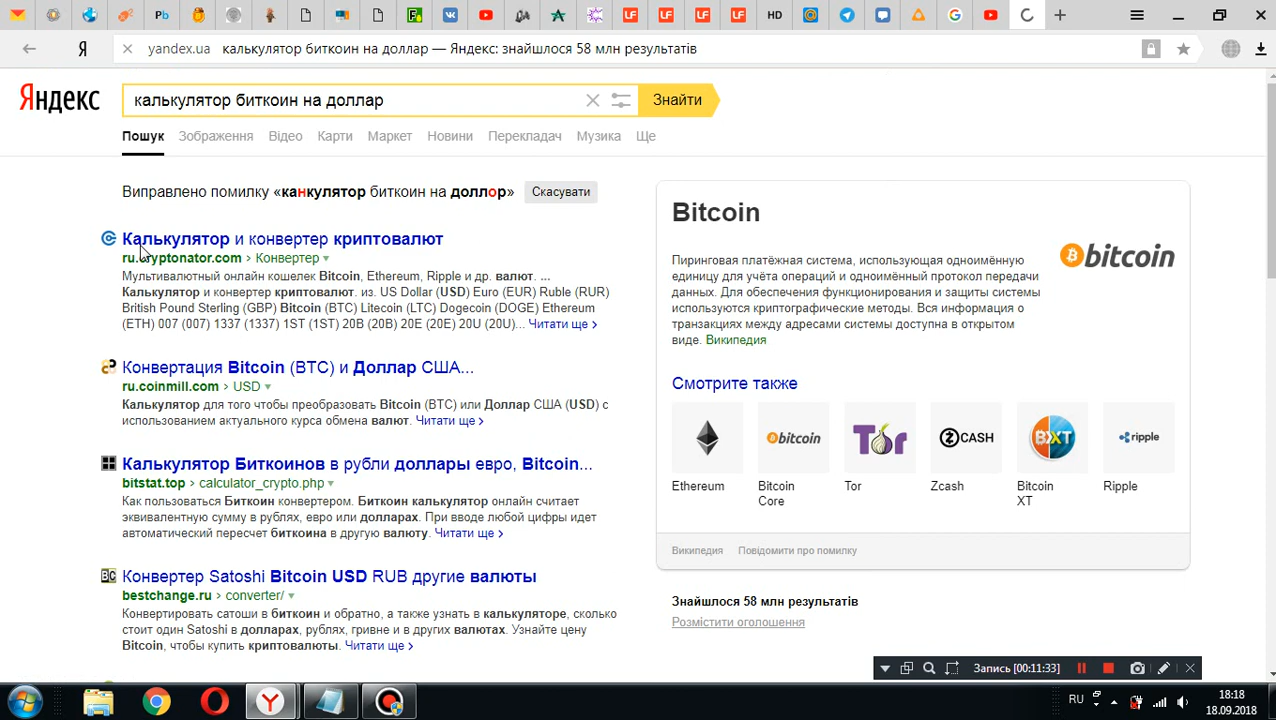 HD
Я yandex.ua калькулятор биткоин на доллар — Яндекс: знайшлося 58 млн результатів
Яндекс калькулятор биткоин на доллар Знайти
Пошук Зображення Відео Карти Маркет Новини Перекладач Музика Ще
Виправлено помилку «канкулятор биткоин на доллор» Скасувати
Калькулятор и конвертер криптовалют
ru.cryptonator.com › Конвертер
Мультивалютный онлайн кошелек Bitcoin, Ethereum, Ripple и др. валют. ...
Калькулятор и конвертер криптовалют. из. US Dollar (USD) Euro (EUR) Ruble (RUR)
British Pound Sterling (GBP) Bitcoin (BTC) Litecoin (LTC) Dogecoin (DOGE) Ethereum
(ETH) 007 (007) 1337 (1337) 1ST (1ST) 20B (20B) 20E (20E) 20U (20U)... Читати ще ›
Конвертация Bitcoin (BTC) и Доллар США...
ru.coinmill.com › USD
Калькулятор для того чтобы преобразовать Bitcoin (BTC) или Доллар США (USD) с
использованием актуального курса обмена валют. Читати ще ›
Калькулятор Биткоинов в рубли доллары евро, Bitcoin...
bitstat.top › calculator_crypto.php
Как пользоваться Биткоин конвертером. Биткоин калькулятор онлайн считает
эквивалентную сумму в рублях, евро или долларах. При вводе любой цифры идет
автоматический пересчет биткоина в другую валюту. Читати ще ›
Конвертер Satoshi Bitcoin USD RUB другие валюты
bestchange.ru › converter/
Конвертировать сатоши в биткоин и обратно, а также узнать в калькуляторе, сколько
стоит один Satoshi в долларах, рублях, гривне и в других валютах. Узнайте цену
Bitcoin, чтобы купить криптовалюты. Читати ще ›
Bitcoin
bitcoin
Пиринговая платёжная система, использующая одноимённую
единицу для учёта операций и одноимённый протокол передачи
данных. Для обеспечения функционирования и защиты системы
используются криптографические методы. Вся информация о
транзакциях между адресами системы доступна в открытом
виде. Википедия
Смотрите также
bitcoin Tor ZCASH BXT ripple
Ethereum Bitcoin Core Tor Zcash Bitcoin XT Ripple
Википедия Повідомити про помилку
Знайшлося 58 млн результатів
Розмістити оголошення
Запись [00:11:33]
RU 18:18
18.09.2018